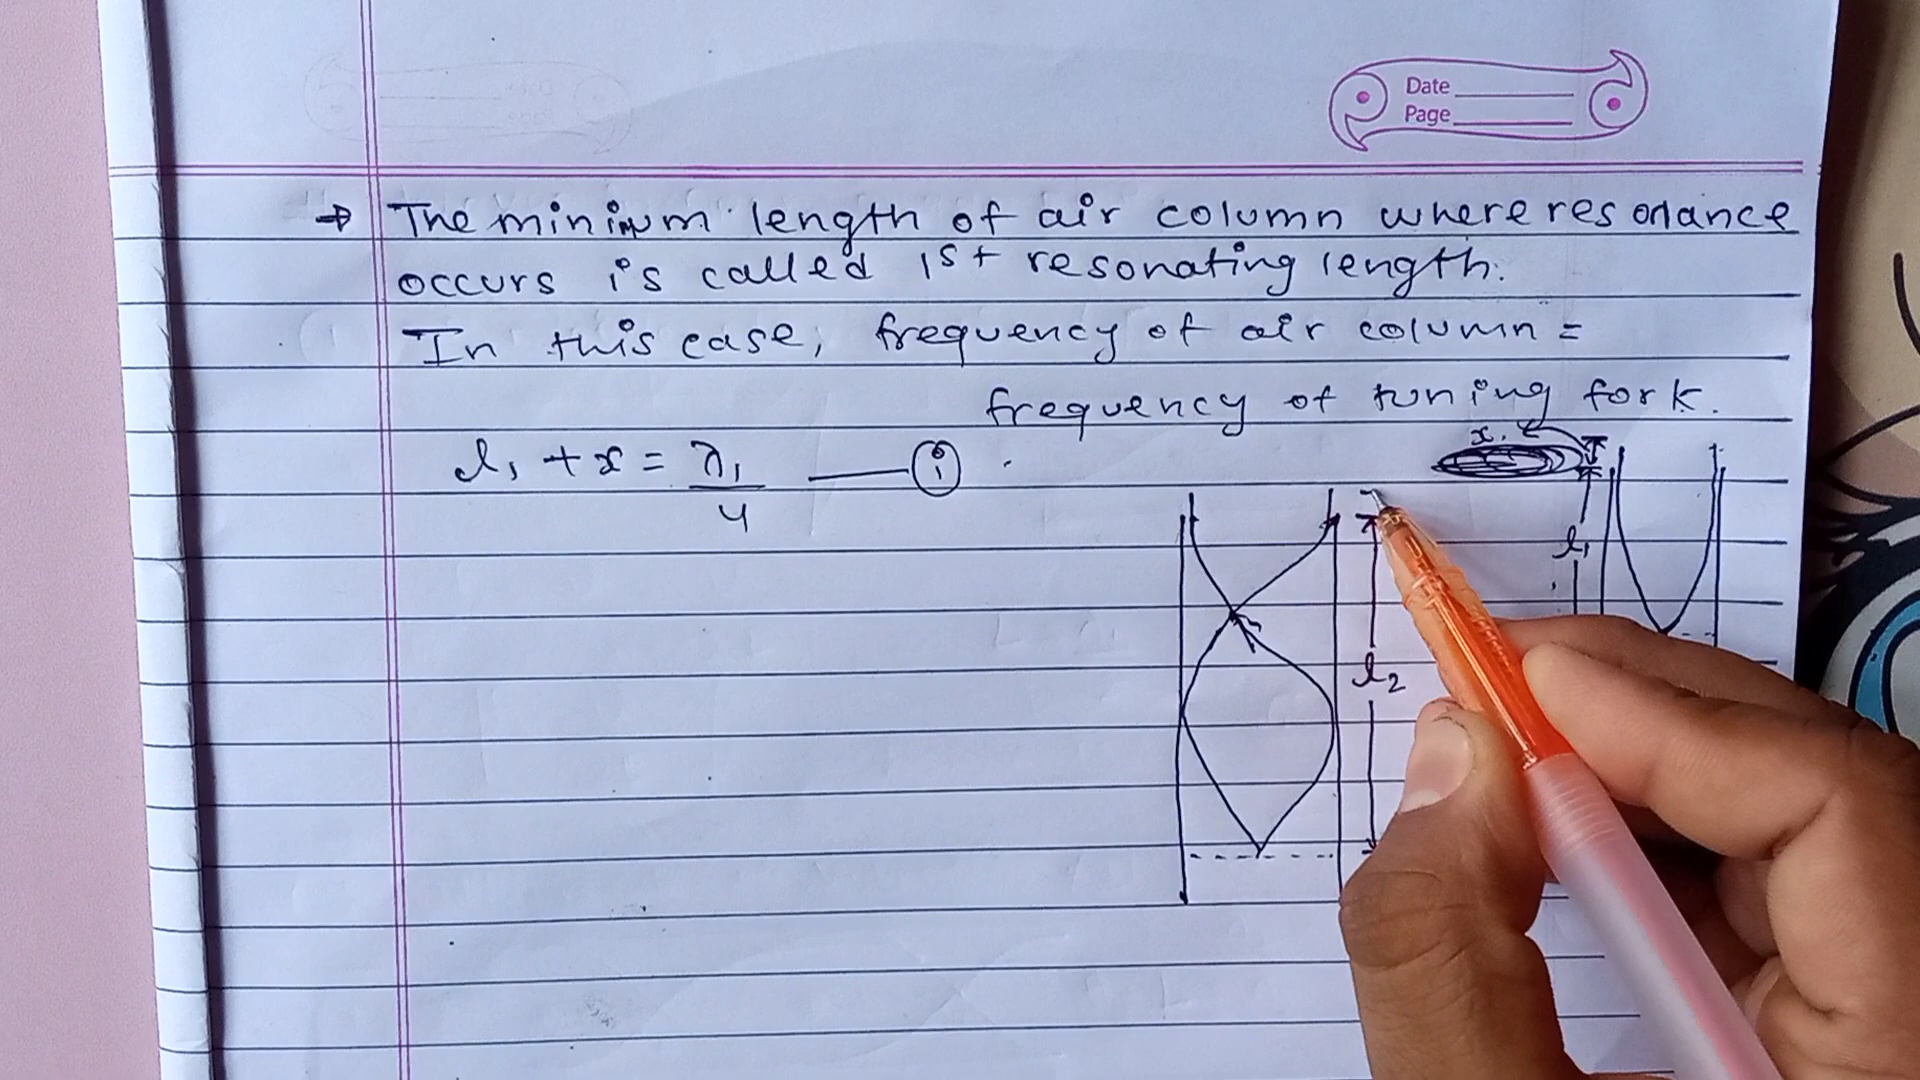 Date
Page
→ The minimum length of air column where resonance
occurs is called 1st resonating length.
In this case, frequency of air column =
frequency of tuning fork.
l₁ + x = λ₁/4 —— (i)
x
l₁
l₂